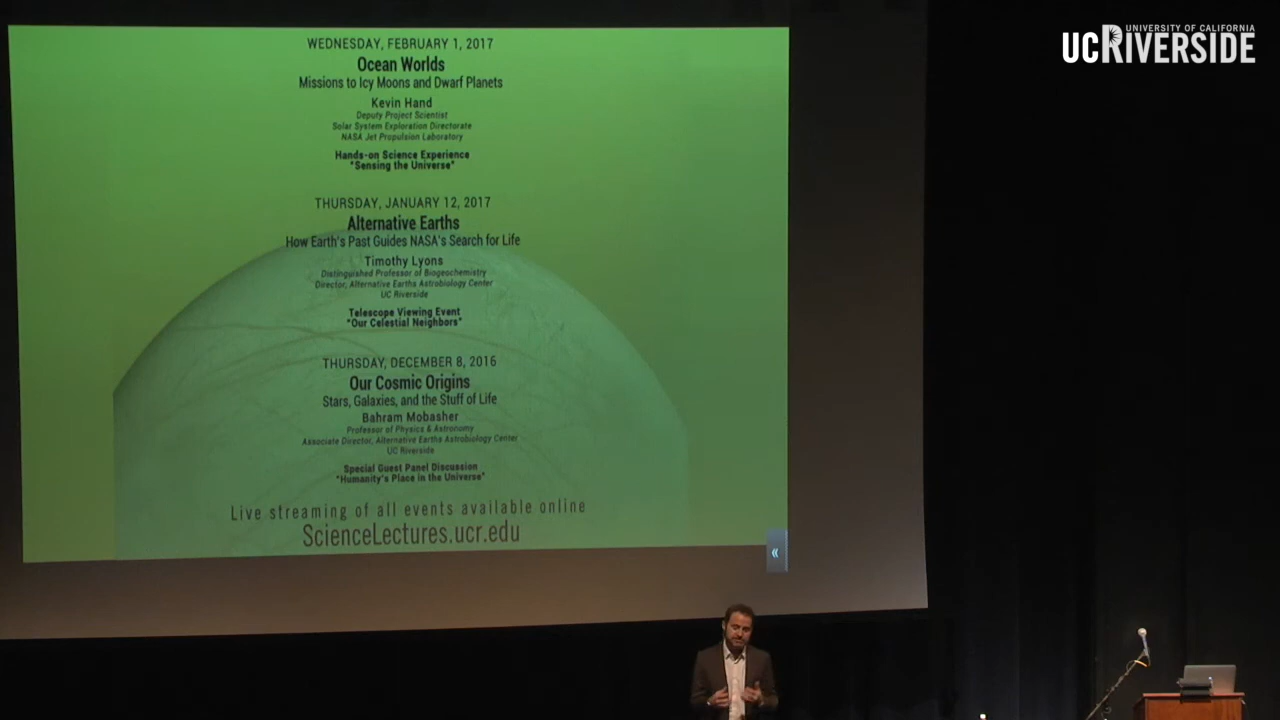 WEDNESDAY, FEBRUARY 1, 2017
Ocean Worlds
Missions to Icy Moons and Dwarf Planets
Kevin Hand
Deputy Project Scientist
Solar System Exploration Directorate
NASA Jet Propulsion Laboratory
Hands-on Science Experience
"Sensing the Universe"
THURSDAY, JANUARY 12, 2017
Alternative Earths
How Earth's Past Guides NASA's Search for Life
Timothy Lyons
Distinguished Professor of Biogeochemistry
Director, Alternative Earths Astrobiology Center
UC Riverside
Telescope Viewing Event
"Our Celestial Neighbors"
THURSDAY, DECEMBER 8, 2016
Our Cosmic Origins
Stars, Galaxies, and the Stuff of Life
Bahram Mobasher
Professor of Physics & Astronomy
Associate Director, Alternative Earths Astrobiology Center
UC Riverside
Special Guest Panel Discussion
"Humanity's Place in the Universe"
Live streaming of all events available online
ScienceLectures.ucr.edu
«
UNIVERSITY OF CALIFORNIA
UCRIVERSIDE